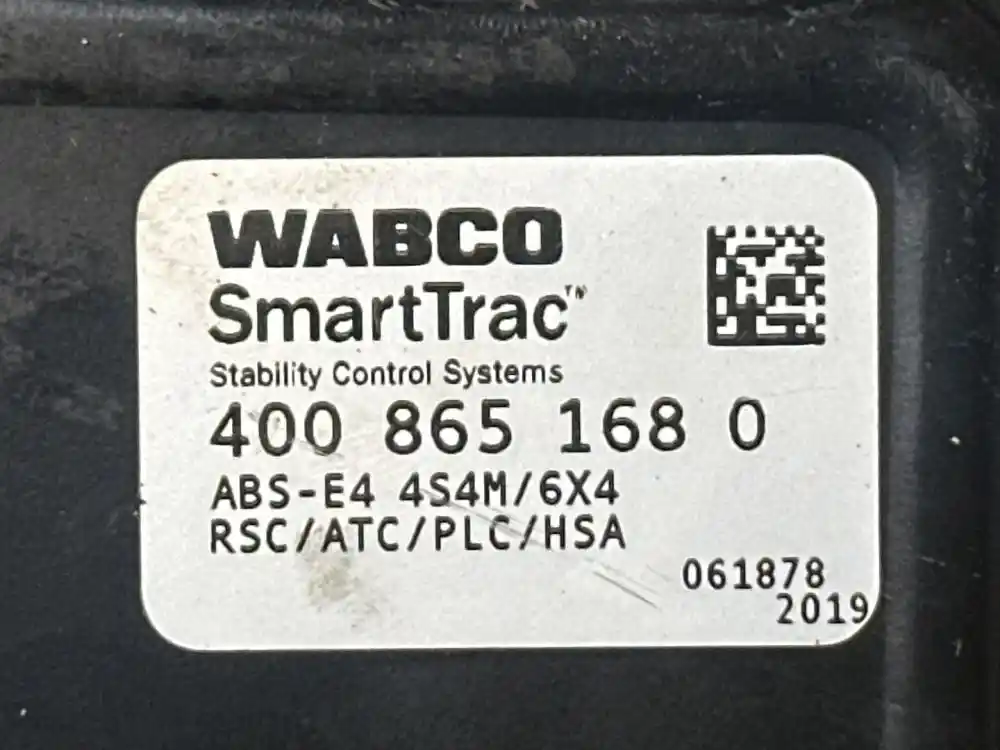 WABCO
SmartTrac™
Stability Control Systems
400 865 168 0
ABS-E4 4S4M/6X4
RSC/ATC/PLC/HSA
061878
2019